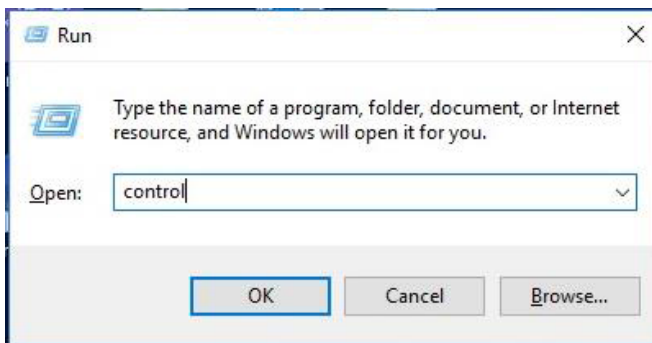 Run
Type the name of a program, folder, document, or Internet
resource, and Windows will open it for you.
Open: control
OK Cancel Browse...